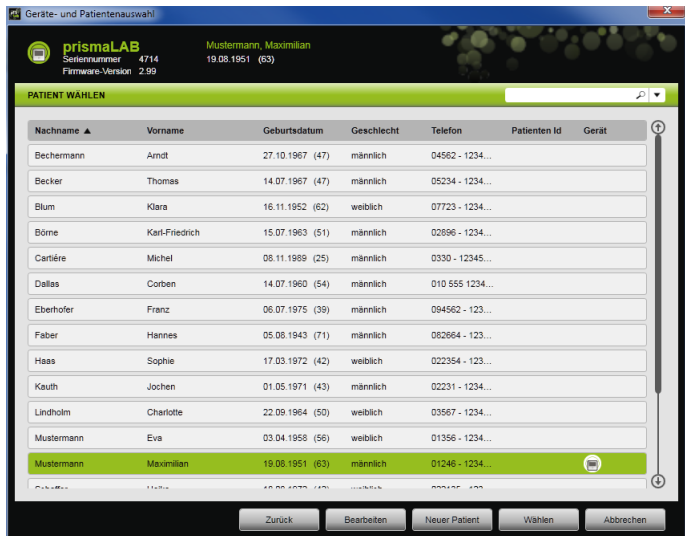 Geräte- und Patientenauswahl
prismaLAB
Seriennummer 4714
Firmware-Version 2.99
Mustermann, Maximilian
19.08.1951 (63)
PATIENT WÄHLEN
Nachname ▲ Vorname Geburtsdatum Geschlecht Telefon Patienten Id Gerät
Bechermann Arndt 27.10.1967 (47) männlich 04562 - 1234...
Becker Thomas 14.07.1967 (47) männlich 05234 - 1234...
Blum Klara 16.11.1952 (62) weiblich 07723 - 1234...
Börne Karl-Friedrich 15.07.1963 (51) männlich 02896 - 1234...
Cartiére Michel 08.11.1989 (25) männlich 0330 - 12345...
Dallas Corben 14.07.1960 (54) männlich 010 555 1234...
Eberhofer Franz 06.07.1975 (39) männlich 094562 - 123...
Faber Hannes 05.08.1943 (71) männlich 082664 - 123...
Haas Sophie 17.03.1972 (42) weiblich 022354 - 123...
Kauth Jochen 01.05.1971 (43) männlich 02231 - 1234...
Lindholm Charlotte 22.09.1964 (50) weiblich 03567 - 1234...
Mustermann Eva 03.04.1958 (56) weiblich 01356 - 1234...
Mustermann Maximilian 19.08.1951 (63) männlich 01246 - 1234...
Zurück Bearbeiten Neuer Patient Wählen Abbrechen